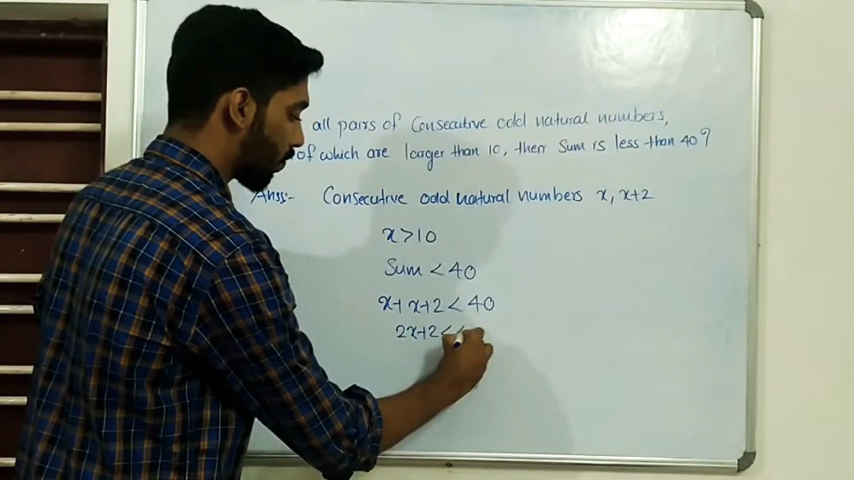 all pairs of Consecutive odd natural numbers,
of which are larger than 10, their Sum is less than 40?
Anss:- Consecutive odd natural numbers x, x+2
x>10
Sum < 40
x+ x+2 < 40
2x+2<